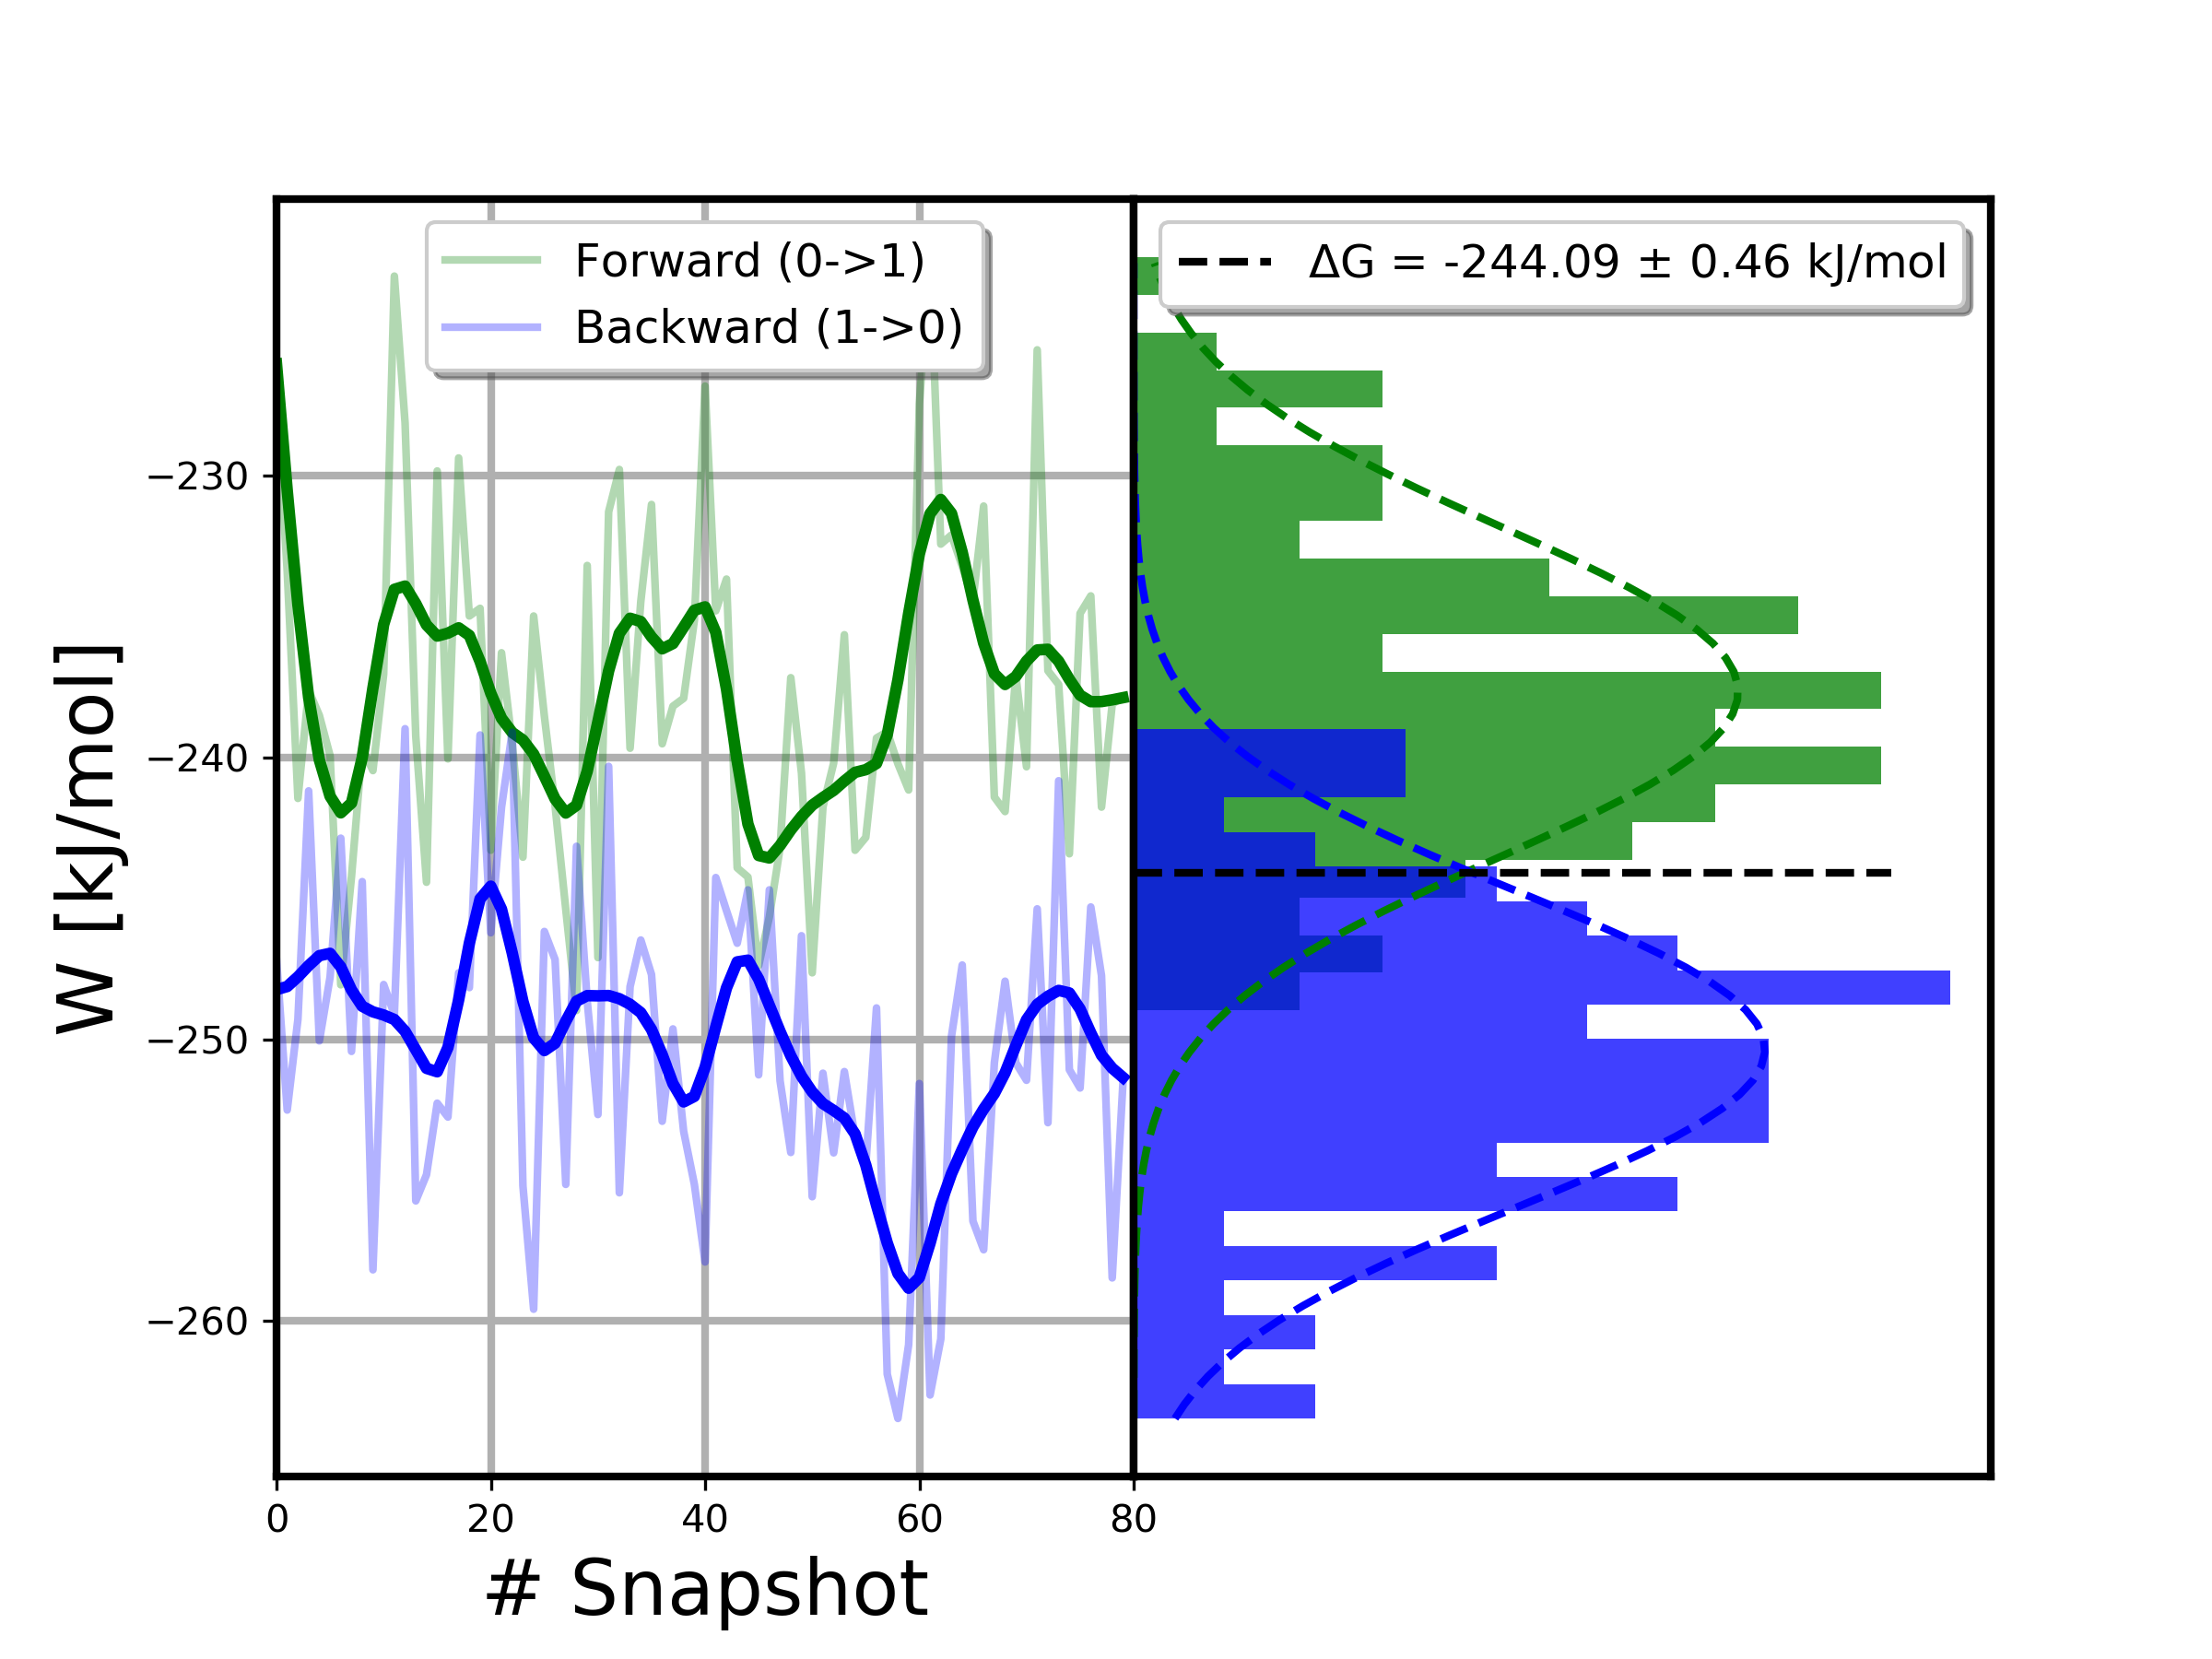 Forward (0->1)
Backward (1->0)
ΔG = -244.09 ± 0.46 kJ/mol
W [kJ/mol]
−230
−240
−250
−260
0 20 40 60 80
# Snapshot